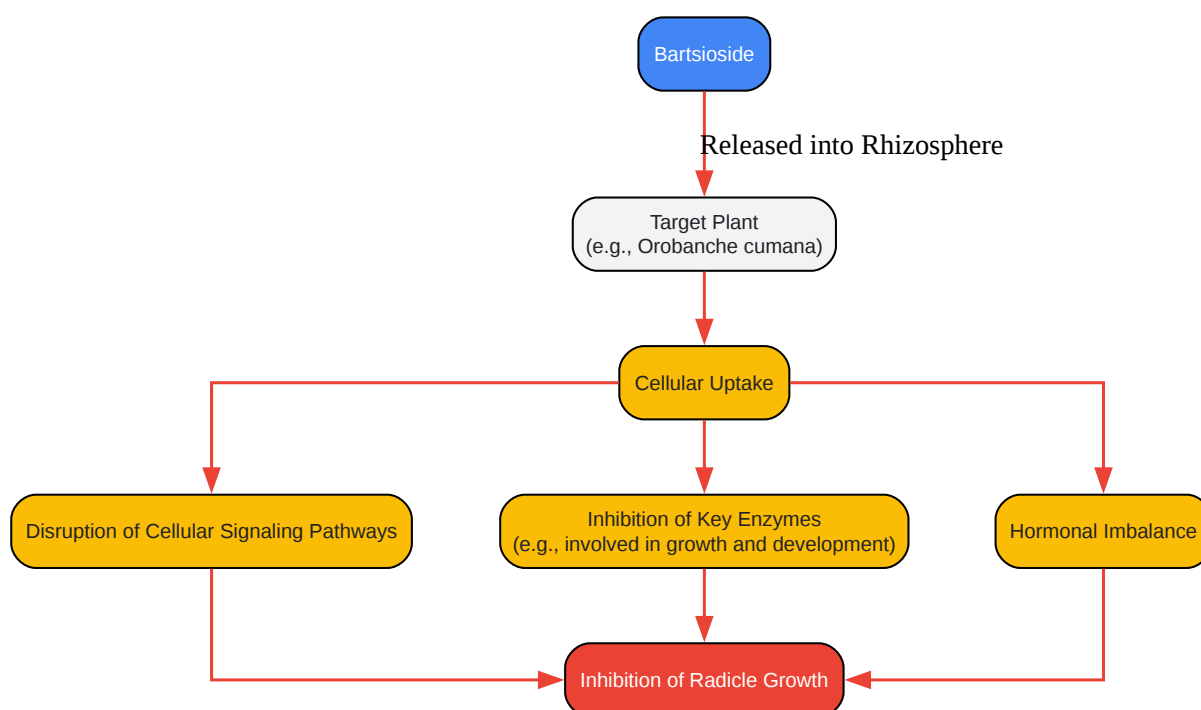 Bartsioside
Released into Rhizosphere
Target Plant
(e.g., Orobanche cumana)
Cellular Uptake
Disruption of Cellular Signaling Pathways
Inhibition of Key Enzymes
(e.g., involved in growth and development)
Hormonal Imbalance
Inhibition of Radicle Growth